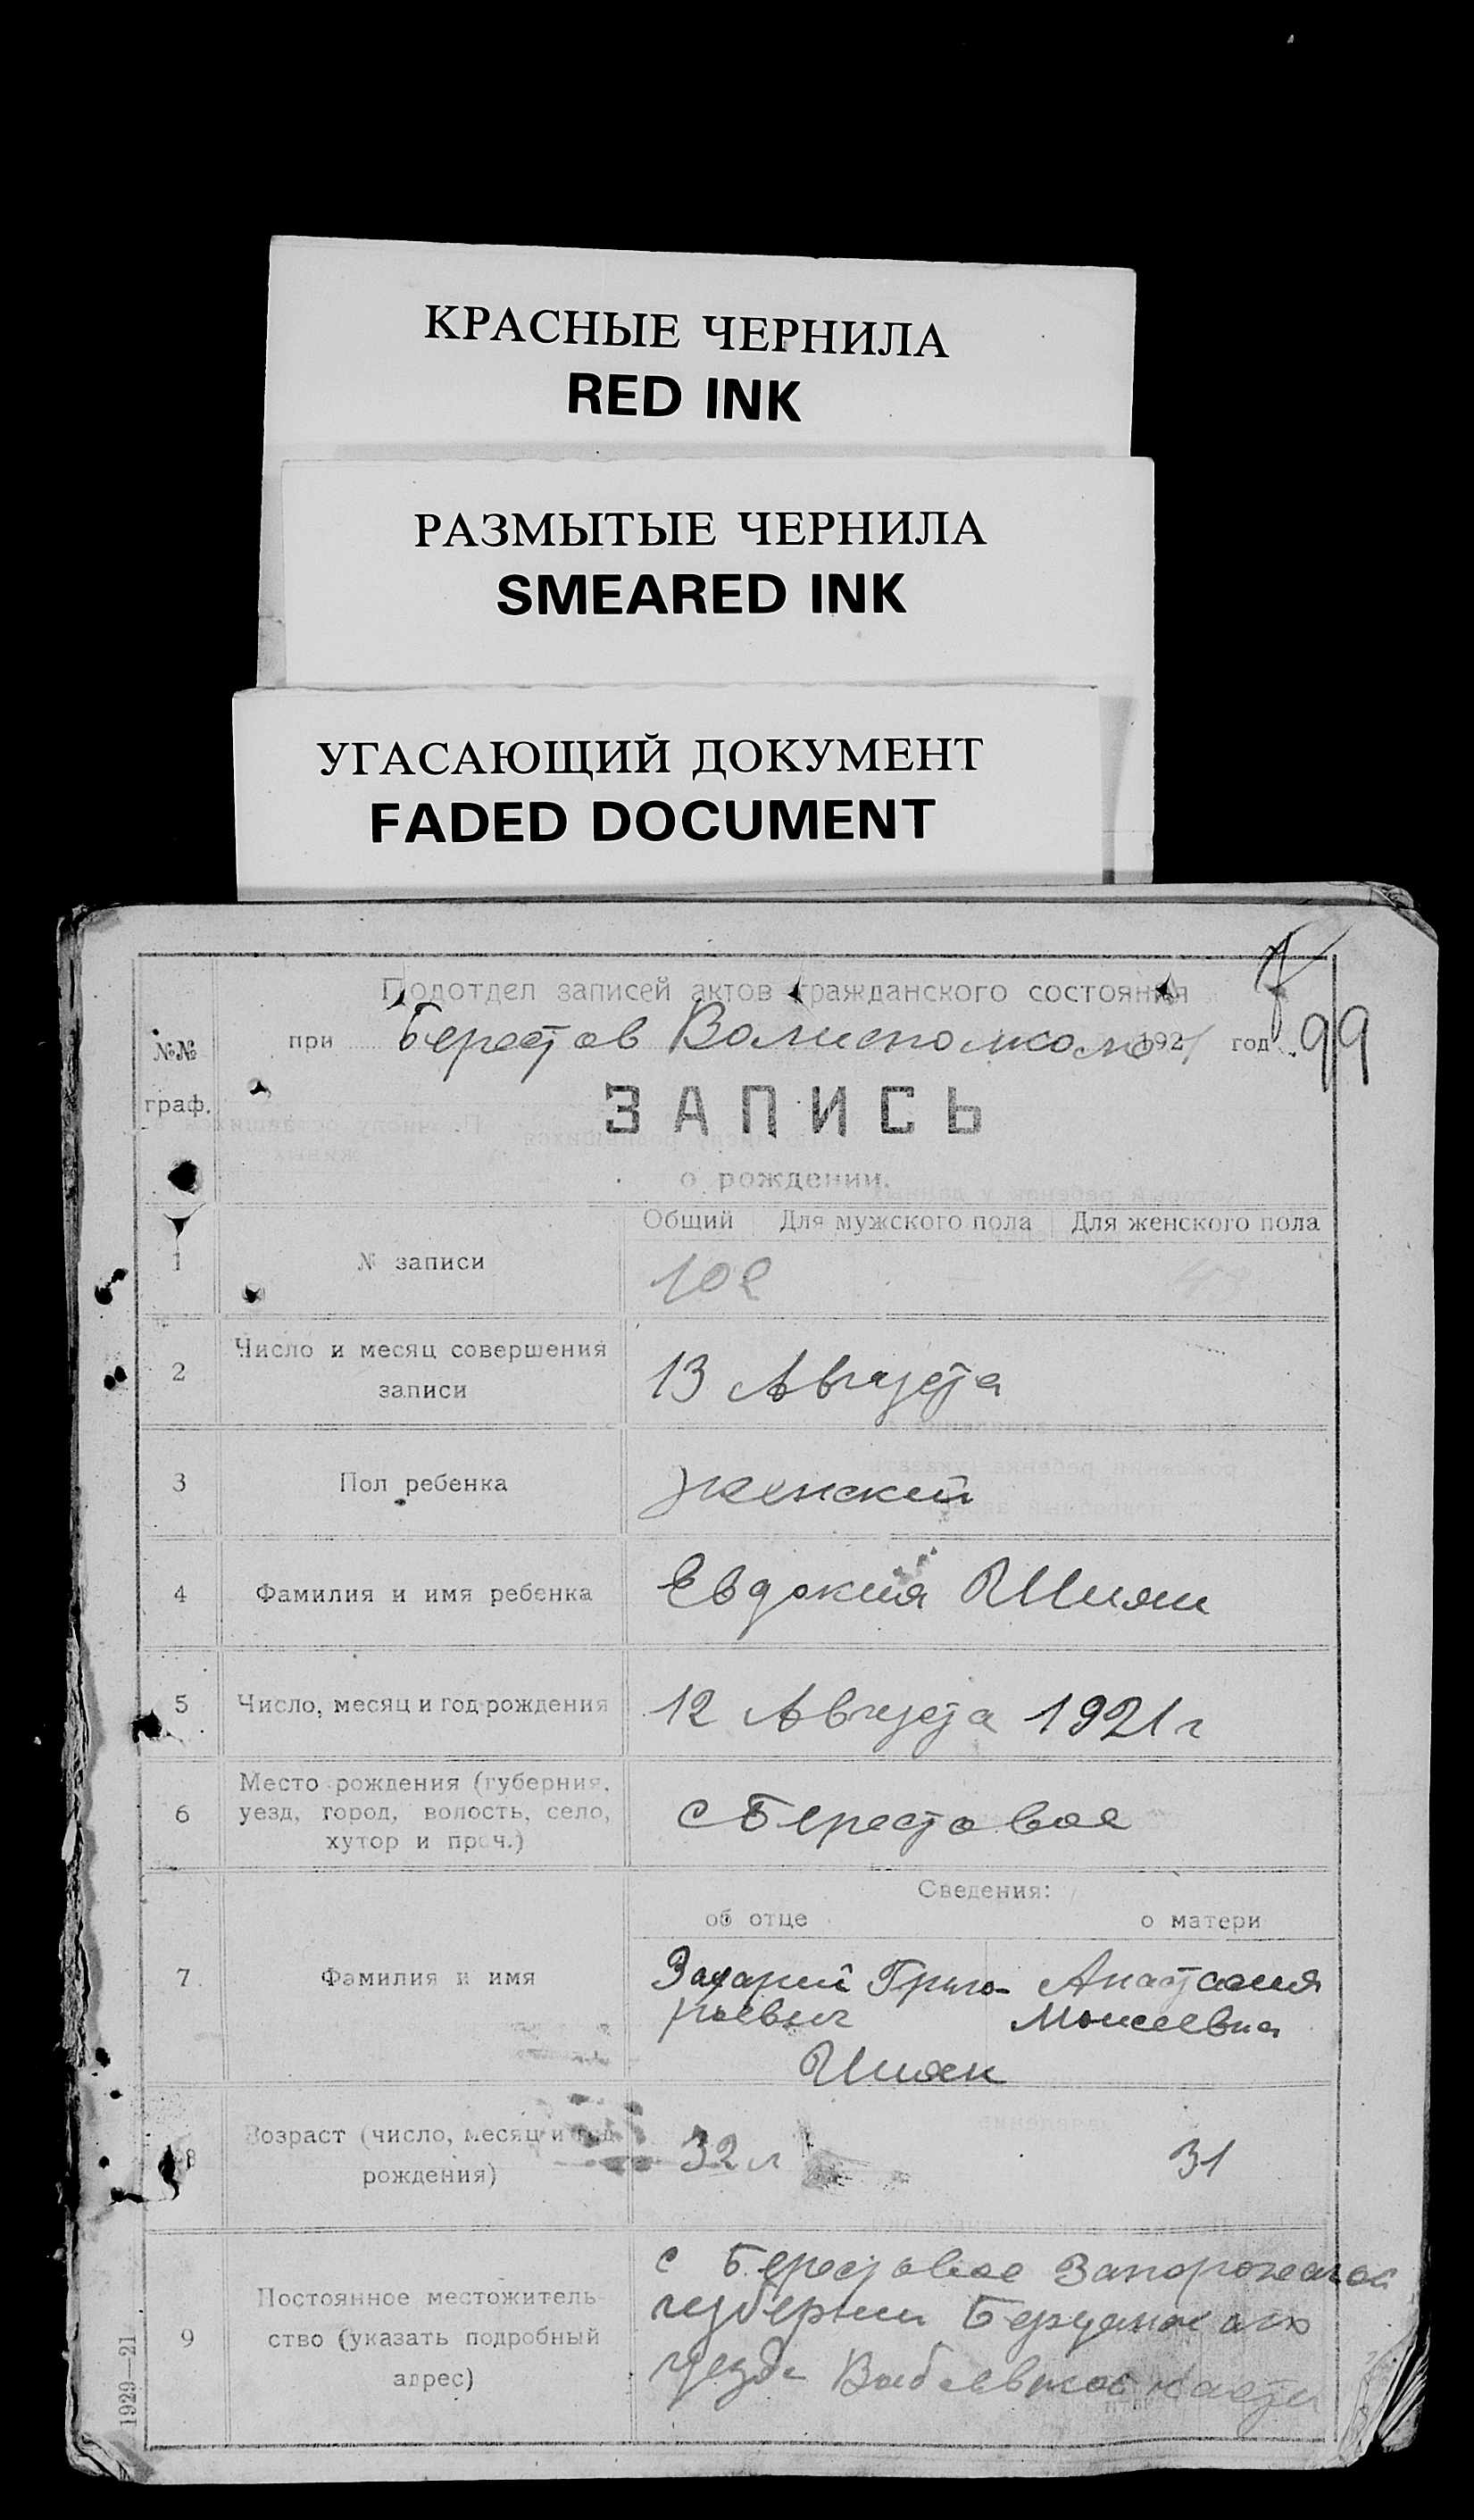 КРАСНЫЕ ЧЕРНИЛА
RED INK
РАЗМЫТЫЕ ЧЕРНИЛА
SMEARED INK
УГАСАЮЩИЙ ДОКУМЕНТ
FADED DOCUMENT
Подотдел записей актов гражданского состояния
при Берестов Волисполкоме 1921 год 99
№№ граф.
ЗАПИСЬ
о рождении.
Общий Для мужского пола Для женского пола
1 № записи 102
2 Число и месяц совершения записи 13 Августа
3 Пол ребенка женский
4 Фамилия и имя ребенка Евдокия Шиян
5 Число, месяц и год рождения 12 Августа 1921 г
6 Место рождения (губерния, уезд, город, волость, село, хутор и проч.) с Берестовое
Сведения:
об отце о матери
7 Фамилия и имя Захарий Григо- Анастасия
рьевич Моисеевна
Шиян
8 Возраст (число, месяц и год рождения) 32 л 31
9 Постоянное местожительство (указать подробный адрес) с Берестовое Запорожской
губернии Бердянского
уезда
1929—21